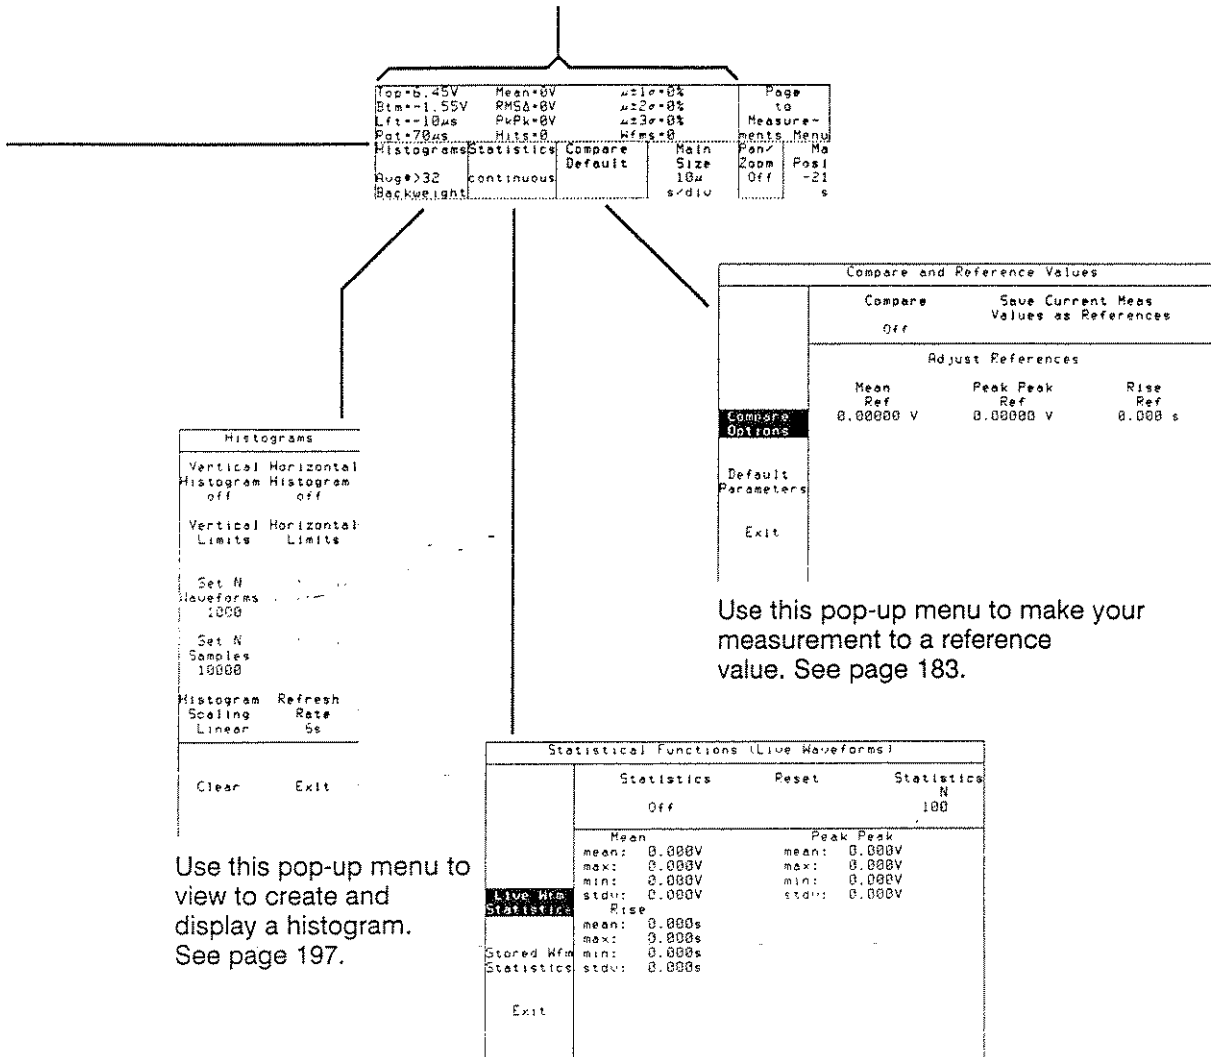 Top=6.45V Mean=0V µ±1σ=0% Page
Btm=-1.55V RMSΔ=0V µ±2σ=0% to
Lft=-10µs PkPk=0V µ±3σ=0% Measure-
Pat=70µs Hits=0 Wfms=0 ments Menu
Histograms Statistics Compare Main Pan/ Ma
Default Size Zoom Posi
Avg#>32 continuous 10µ Off -21
Backweight s/div s
Compare and Reference Values
Compare Save Current Meas
Values as References
Off
Adjust References
Mean Peak Peak Rise
Ref Ref Ref
Compare 0.00000 V 0.00000 V 0.000 s
Options
Default
Parameters
Exit
Use this pop-up menu to make your
measurement to a reference
value. See page 183.
Histograms
Vertical Horizontal
Histogram Histogram
off off
Vertical Horizontal
Limits Limits
Set N
Waveforms
1000
Set N
Samples
10000
Histogram Refresh
Scaling Rate
Linear 5s
Clear Exit
Use this pop-up menu to
view to create and
display a histogram.
See page 197.
Statistical Functions (Live Waveforms)
Statistics Reset Statistics
N
Off 100
Mean Peak Peak
mean: 0.000V mean: 0.000V
max: 0.000V max: 0.000V
min: 0.000V min: 0.000V
Live Wfm stdv: 0.000V stdv: 0.000V
Statistics Rise
mean: 0.000s
max: 0.000s
Stored Wfm min: 0.000s
Statistics stdv: 0.000s
Exit